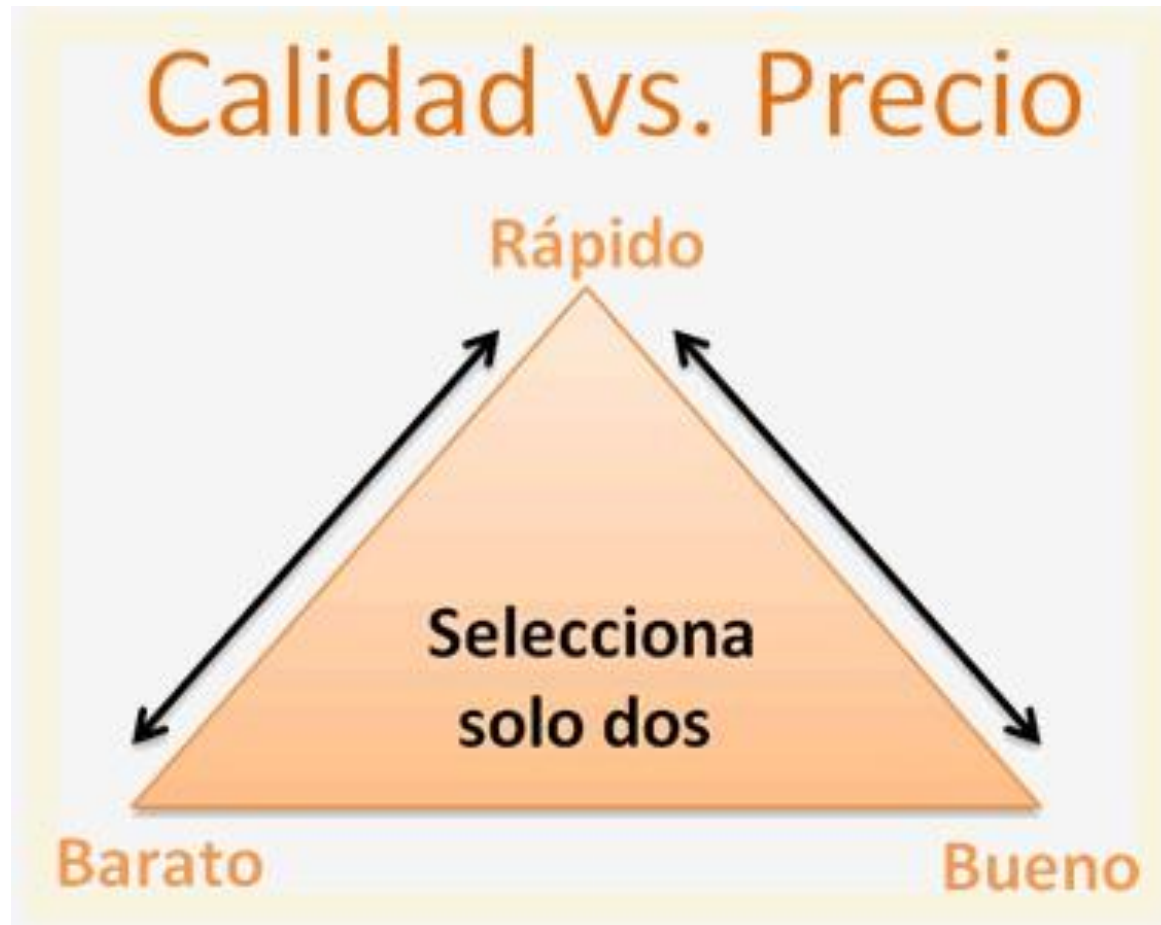 Calidad vs. Precio
Rápido
Selecciona
solo dos
Barato
Bueno